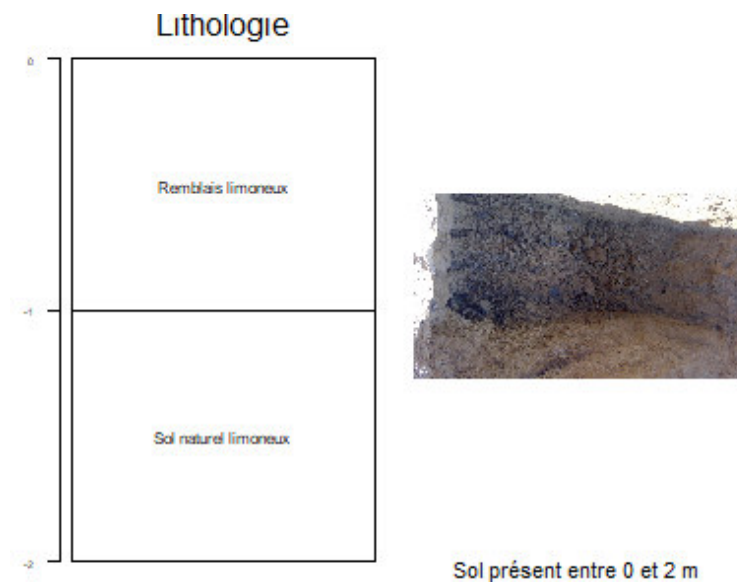 Lithologie
0
Remblais limoneux
-1
Sol naturel limoneux
-2
Sol présent entre 0 et 2 m